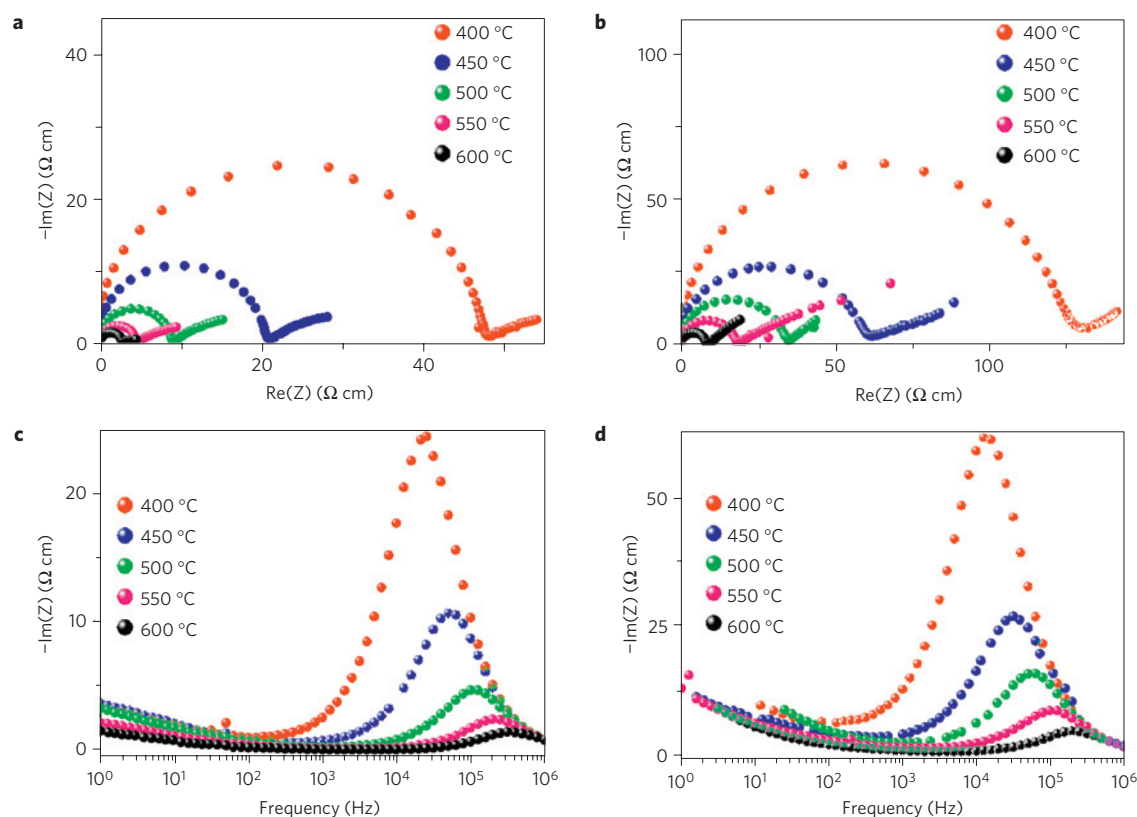 a
40
20
0
0
20
40
−Im(Z) (Ω cm)
Re(Z) (Ω cm)
400 °C
450 °C
500 °C
550 °C
600 °C
b
100
50
0
0
50
100
−Im(Z) (Ω cm)
Re(Z) (Ω cm)
400 °C
450 °C
500 °C
550 °C
600 °C
c
20
10
0
10⁰
10¹
10²
10³
10⁴
10⁵
10⁶
−Im(Z) (Ω cm)
Frequency (Hz)
400 °C
450 °C
500 °C
550 °C
600 °C
d
50
25
0
10⁰
10¹
10²
10³
10⁴
10⁵
10⁶
−Im(Z) (Ω cm)
Frequency (Hz)
400 °C
450 °C
500 °C
550 °C
600 °C